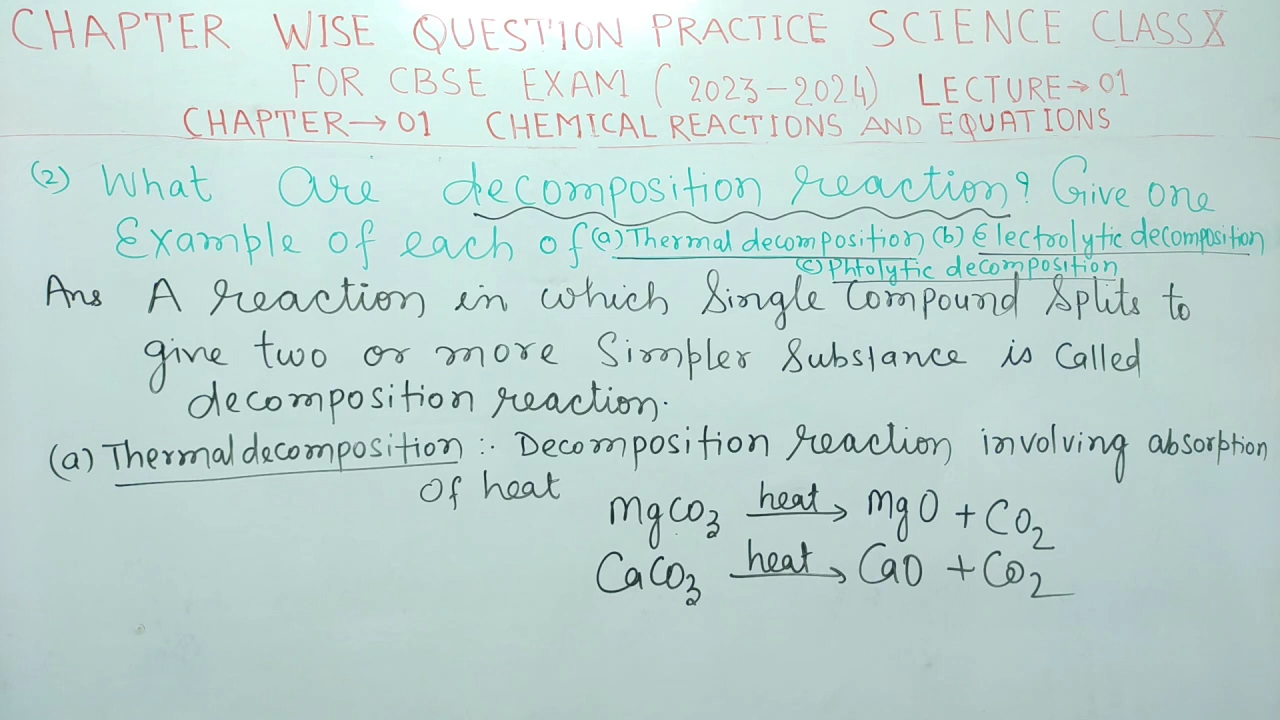 CHAPTER WISE QUESTION PRACTICE SCIENCE CLASS X
FOR CBSE EXAM (2023-2024) LECTURE→01
CHAPTER→01 CHEMICAL REACTIONS AND EQUATIONS
(2) What are decomposition reaction? Give one
Example of each of (a) Thermal decomposition (b) Electrolytic decomposition
(c) Phtolytic decomposition
Ans A reaction in which Single Compound Splits to
give two or more Simpler Substance is Called
decomposition reaction.
(a) Thermal decomposition :- Decomposition reaction involving absorption
Of heat
MgCO₃ heat→ MgO + CO₂
CaCO₃ heat→ CaO + CO₂